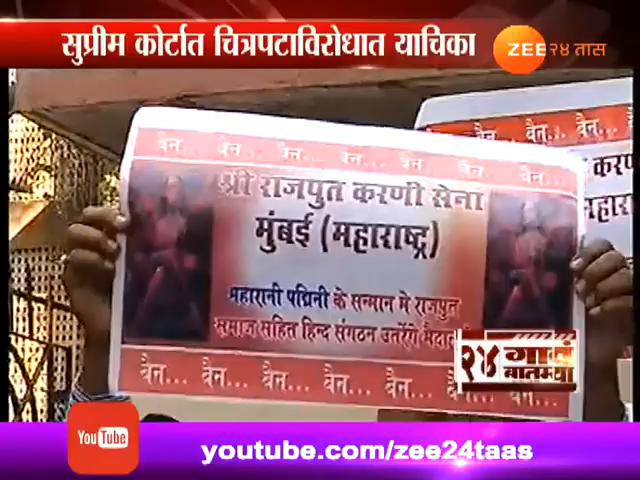 सुप्रीम कोर्टात चित्रपटाविरोधात याचिका
ZEE २४ तास
बैन... बैन... बैन... बैन... बैन... बैन... बैन...
श्री राजपुत करणी सेना
मुंबई (महाराष्ट्र)
महारानी पद्मिनी के सन्मान मे राजपुत
समाज सहित हिन्द संगठन उतरेंगे मैदान
बैन... बैन... बैन... बैन... बैन... बैन... बैन...
बैन... बैन... बैन... बैन...
२४ गाव बातम्या
YouTube
youtube.com/zee24taas